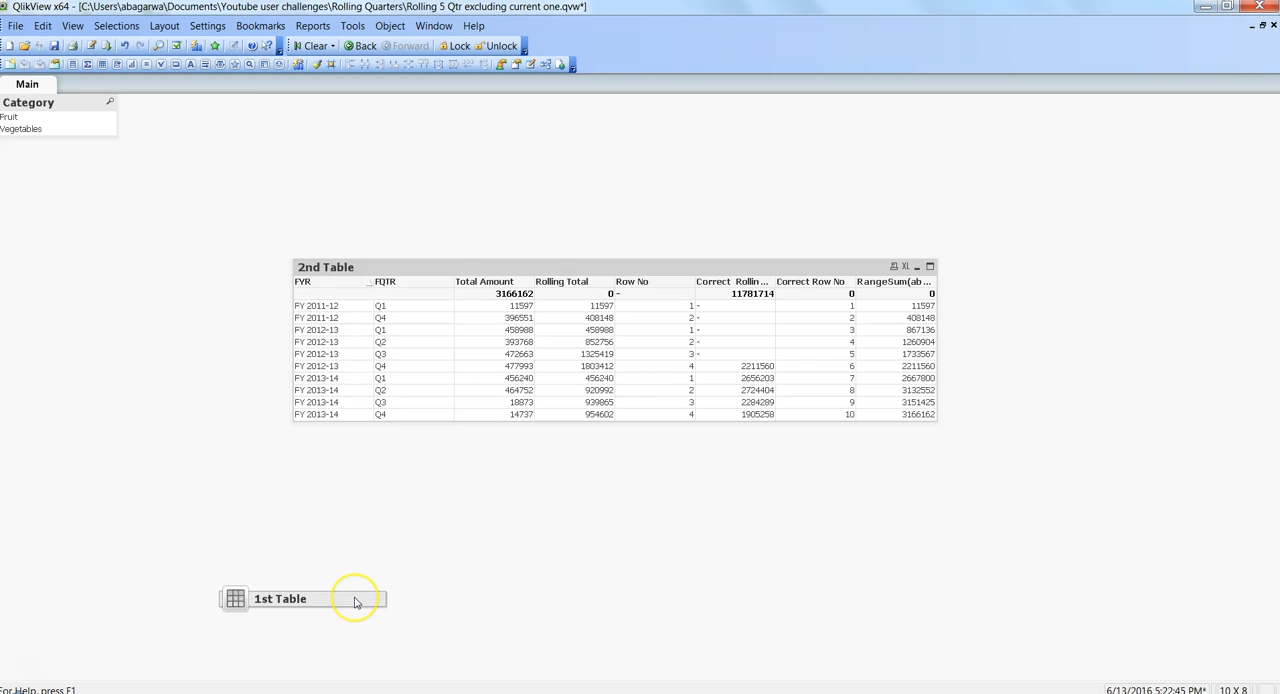 QlikView x64 - [C:\Users\abagarwa\Documents\Youtube user challenges\Rolling Quarters\Rolling 5 Qtr excluding current one.qvw*]
File Edit View Selections Layout Settings Bookmarks Reports Tools Object Window Help
Clear Back Forward Lock Unlock
Main
Category
Fruit
Vegetables
2nd Table XL
FYR FQTR Total Amount Rolling Total Row No Correct Rollin ... Correct Row No RangeSum(ab ...
3166162 0 - 11781714 0 0
FY 2011-12 Q1 11597 11597 1 - 1 11597
FY 2011-12 Q4 396551 408148 2 - 2 408148
FY 2012-13 Q1 458988 458988 1 - 3 867136
FY 2012-13 Q2 393768 852756 2 - 4 1260904
FY 2012-13 Q3 472663 1325419 3 - 5 1733567
FY 2012-13 Q4 477993 1803412 4 2211560 6 2211560
FY 2013-14 Q1 456240 456240 1 2656203 7 2667800
FY 2013-14 Q2 464752 920992 2 2724404 8 3132552
FY 2013-14 Q3 18873 939865 3 2284289 9 3151425
FY 2013-14 Q4 14737 954602 4 1905258 10 3166162
1st Table
For Help, press F1 6/13/2016 5:22:45 PM* 10 X 8